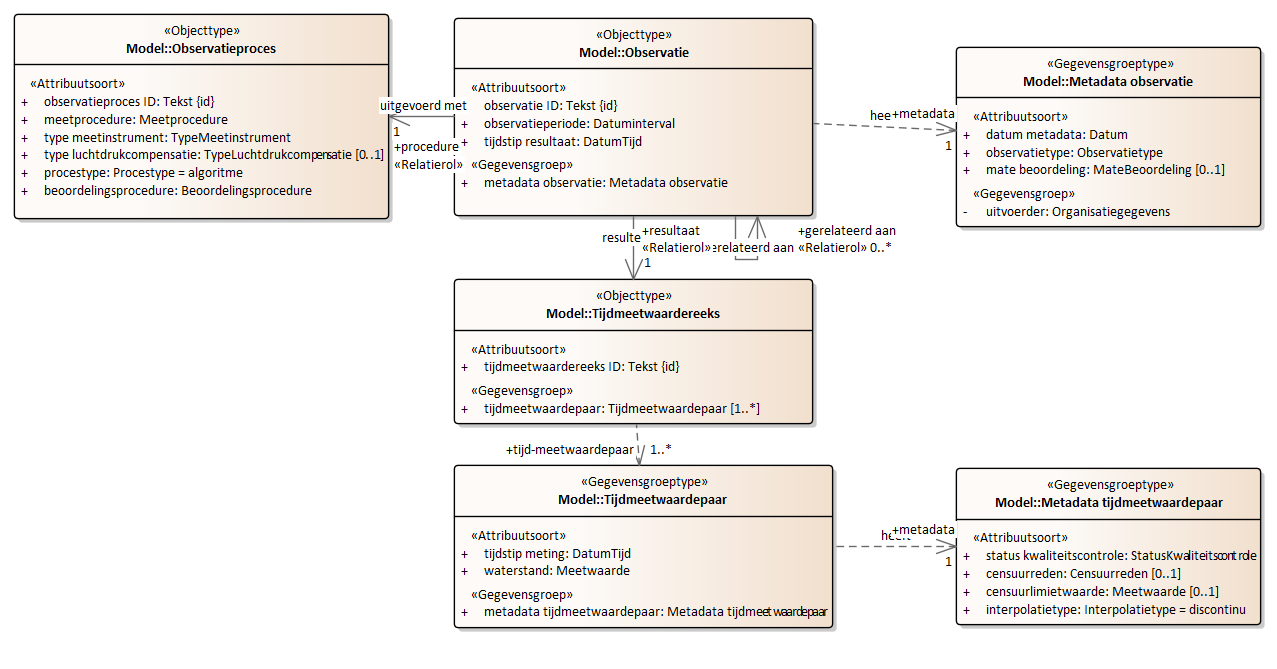 «Objecttype»
Model::Observatieproces
«Attribuutsoort»
+ observatieproces ID: Tekst {id}
+ meetprocedure: Meetprocedure
+ type meetinstrument: TypeMeetinstrument
+ type luchtdrukcompensatie: TypeLuchtdrukcompensatie [0..1]
+ procestype: Procestype = algoritme
+ beoordelingsprocedure: Beoordelingsprocedure
uitgevoerd met
1
+procedure
«Relatierol»
«Objecttype»
Model::Observatie
«Attribuutsoort»
+ observatie ID: Tekst {id}
+ observatieperiode: Datuminterval
+ tijdstip resultaat: DatumTijd
«Gegevensgroep»
+ metadata observatie: Metadata observatie
+metadata
1
«Gegevensgroeptype»
Model::Metadata observatie
«Attribuutsoort»
+ datum metadata: Datum
+ observatietype: Observatietype
+ mate beoordeling: MateBeoordeling [0..1]
«Gegevensgroep»
- uitvoerder: Organisatiegegevens
resulte
+resultaat
«Relatierol»
1
erelateerd aan
+gerelateerd aan
«Relatierol» 0..*
«Objecttype»
Model::Tijdmeetwaardereeks
«Attribuutsoort»
+ tijdmeetwaardereeks ID: Tekst {id}
«Gegevensgroep»
+ tijdmeetwaardepaar: Tijdmeetwaardepaar [1..*]
+tijd-meetwaardepaar 1..*
«Gegevensgroeptype»
Model::Tijdmeetwaardepaar
«Attribuutsoort»
+ tijdstip meting: DatumTijd
+ waterstand: Meetwaarde
«Gegevensgroep»
+ metadata tijdmeetwaardepaar: Metadata tijdmeetwaardepaar
+metadata
1
«Gegevensgroeptype»
Model::Metadata tijdmeetwaardepaar
«Attribuutsoort»
+ status kwaliteitscontrole: StatusKwaliteitscontrole
+ censuurreden: Censuurreden [0..1]
+ censuurlimietwaarde: Meetwaarde [0..1]
+ interpolatietype: Interpolatietype = discontinu